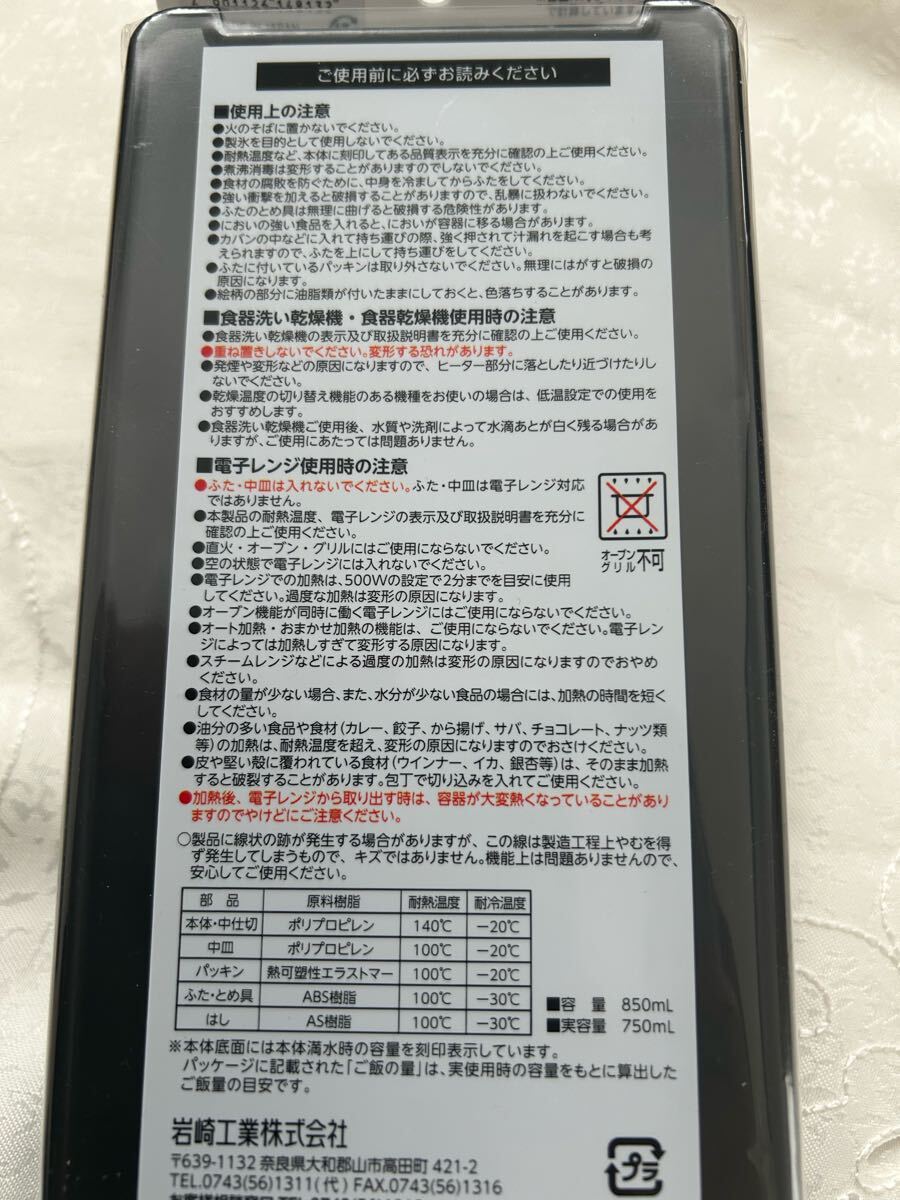 4 901126 148132
ご使用前に必ずお読みください
■使用上の注意
●火のそばに置かないでください。
●製氷を目的として使用しないでください。
●耐熱温度など、本体に刻印してある品質表示を充分に確認の上ご使用ください。
●煮沸消毒は変形することがありますのでしないでください。
●食材の腐敗を防ぐために、中身を冷ましてからふたをしてください。
●強い衝撃を加えると破損することがありますので、乱暴に扱わないでください。
●ふたのとめ具は無理に曲げると破損する危険性があります。
●においの強い食品を入れると、においが容器に移る場合があります。
●カバンの中などに入れて持ち運びの際、強く押されて汁漏れを起こす場合も考
えられますので、ふたを上にして持ち運びをしてください。
●ふたに付いているパッキンは取り外さないでください。無理にはがすと破損の
原因になります。
●絵柄の部分に油脂類が付いたままにしておくと、色落ちすることがあります。
■食器洗い乾燥機・食器乾燥機使用時の注意
●食器洗い乾燥機の表示及び取扱説明書を充分に確認の上ご使用ください。
●重ね置きしないでください。変形する恐れがあります。
●発煙や変形などの原因になりますので、ヒーター部分に落としたり近づけたりし
ないでください。
●乾燥温度の切り替え機能のある機種をお使いの場合は、低温設定での使用を
おすすめします。
●食器洗い乾燥機ご使用後、水質や洗剤によって水滴あとが白く残る場合があ
りますが、ご使用にあたっては問題ありません。
■電子レンジ使用時の注意
●ふた・中皿は入れないでください。ふた・中皿は電子レンジ対応
ではありません。
●本製品の耐熱温度、電子レンジの表示及び取扱説明書を充分に
確認の上ご使用ください。
●直火・オーブン・グリルにはご使用にならないでください。
●空の状態で電子レンジには入れないでください。
●電子レンジでの加熱は、500Wの設定で2分までを目安に使用
してください。過度な加熱は変形の原因になります。
オーブン
グリル不可
●オーブン機能が同時に働く電子レンジにはご使用にならないでください。
●オート加熱・おまかせ加熱の機能は、ご使用にならないでください。電子レン
ジによっては加熱しすぎて変形する原因になります。
●スチームレンジなどによる過度の加熱は変形の原因になりますのでおやめ
ください。
●食材の量が少ない場合、また、水分が少ない食品の場合には、加熱の時間を短く
してください。
●油分の多い食品や食材(カレー、餃子、から揚げ、サバ、チョコレート、ナッツ類
等)の加熱は、耐熱温度を超え、変形の原因になりますのでおさけください。
●皮や堅い殻に覆われている食材(ウインナー、イカ、銀杏等)は、そのまま加熱
すると破裂することがあります。包丁で切り込みを入れてご使用ください。
●加熱後、電子レンジから取り出す時は、容器が大変熱くなっていることがあり
ますのでやけどにご注意ください。
○製品に線状の跡が発生する場合がありますが、この線は製造工程上やむを得
ず発生してしまうもので、キズではありません。機能上は問題ありませんので、
安心してご使用ください。
部品 原料樹脂 耐熱温度 耐冷温度
本体・中仕切 ポリプロピレン 140℃ −20℃
中皿 ポリプロピレン 100℃ −20℃
パッキン 熱可塑性エラストマー 100℃ −20℃
ふた・とめ具 ABS樹脂 100℃ −30℃
はし AS樹脂 100℃ −30℃
■容量 850mL
■実容量 750mL
※本体底面には本体満水時の容量を刻印表示しています。
パッケージに記載された「ご飯の量」は、実使用時の容量をもとに算出した
ご飯量の目安です。
岩崎工業株式会社
〒639-1132 奈良県大和郡山市高田町 421-2
TEL.0743(56)1311(代) FAX.0743(56)1316
プラ